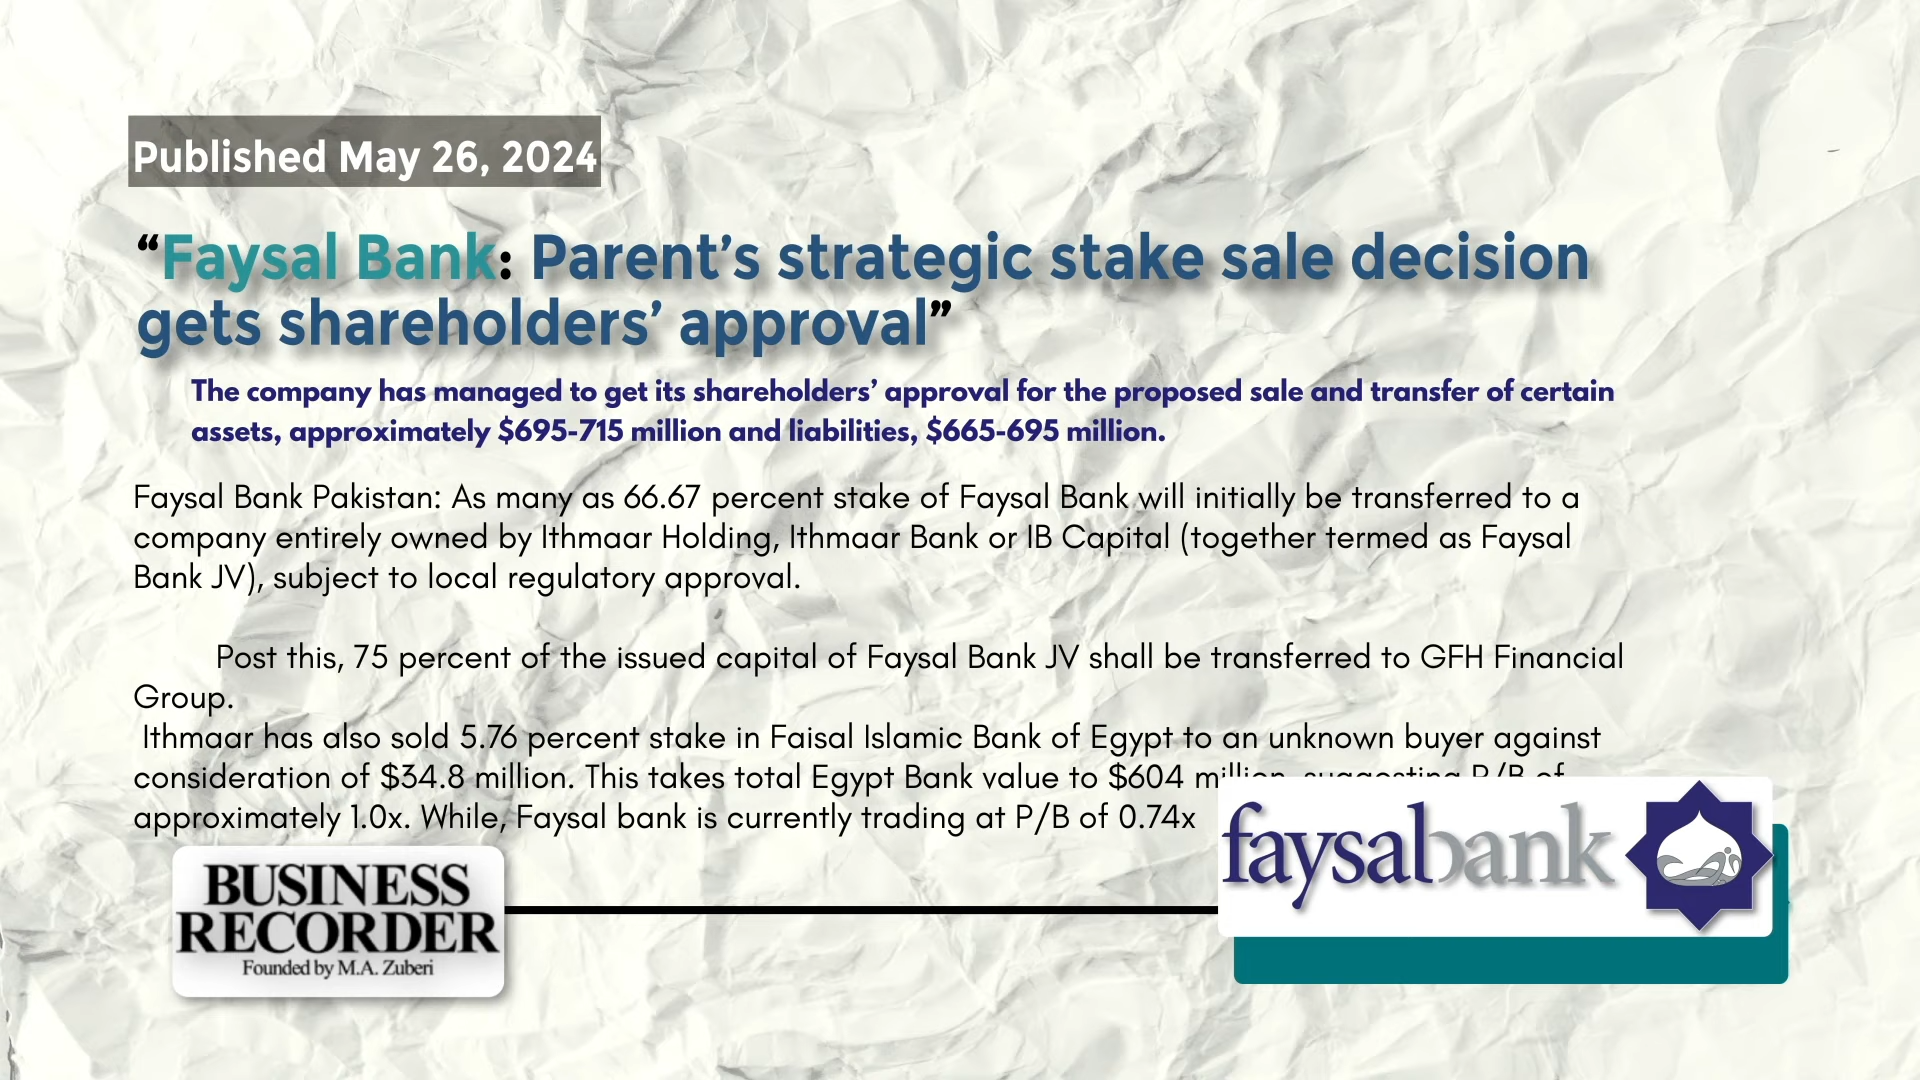 Published May 26, 2024
“Faysal Bank: Parent’s strategic stake sale decision
gets shareholders’ approval”
The company has managed to get its shareholders’ approval for the proposed sale and transfer of certain
assets, approximately $695-715 million and liabilities, $665-695 million.
Faysal Bank Pakistan: As many as 66.67 percent stake of Faysal Bank will initially be transferred to a
company entirely owned by Ithmaar Holding, Ithmaar Bank or IB Capital (together termed as Faysal
Bank JV), subject to local regulatory approval.
Post this, 75 percent of the issued capital of Faysal Bank JV shall be transferred to GFH Financial
Group.
Ithmaar has also sold 5.76 percent stake in Faisal Islamic Bank of Egypt to an unknown buyer against
consideration of $34.8 million. This takes total Egypt Bank value to $604 million, suggesting P/B of
approximately 1.0x. While, Faysal bank is currently trading at P/B of 0.74x
BUSINESS
RECORDER
Founded by M.A. Zuberi
faysalbank